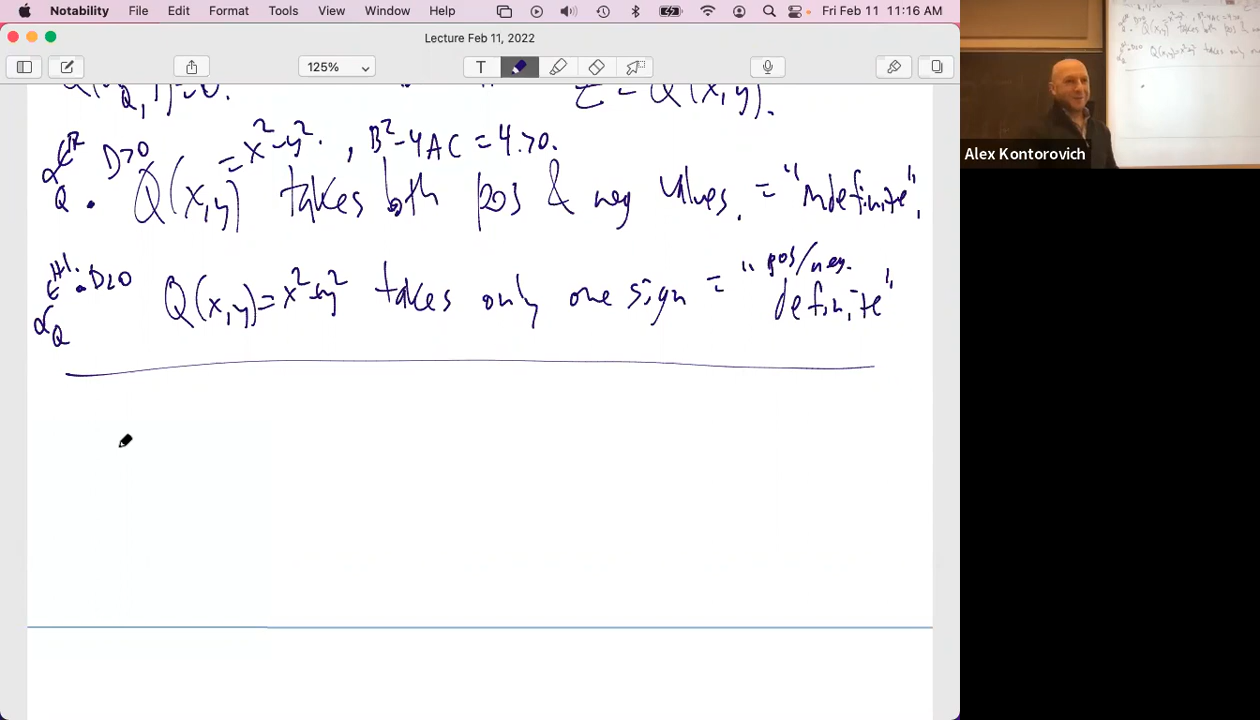 Notability File Edit Format Tools View Window Help Fri Feb 11 11:16 AM
Lecture Feb 11, 2022
125%
T
Z = Q(x,y).
α_Q ∈ ℝ D>0 = x²-y². , B²-4AC = 4 > 0.
• Q(x,y) takes both pos & neg values. = "indefinite".
α_Q ∈ ℍ. • D<0 Q(x,y) = x²+y² takes only one sign = "pos/neg. definite"
Alex Kontorovich